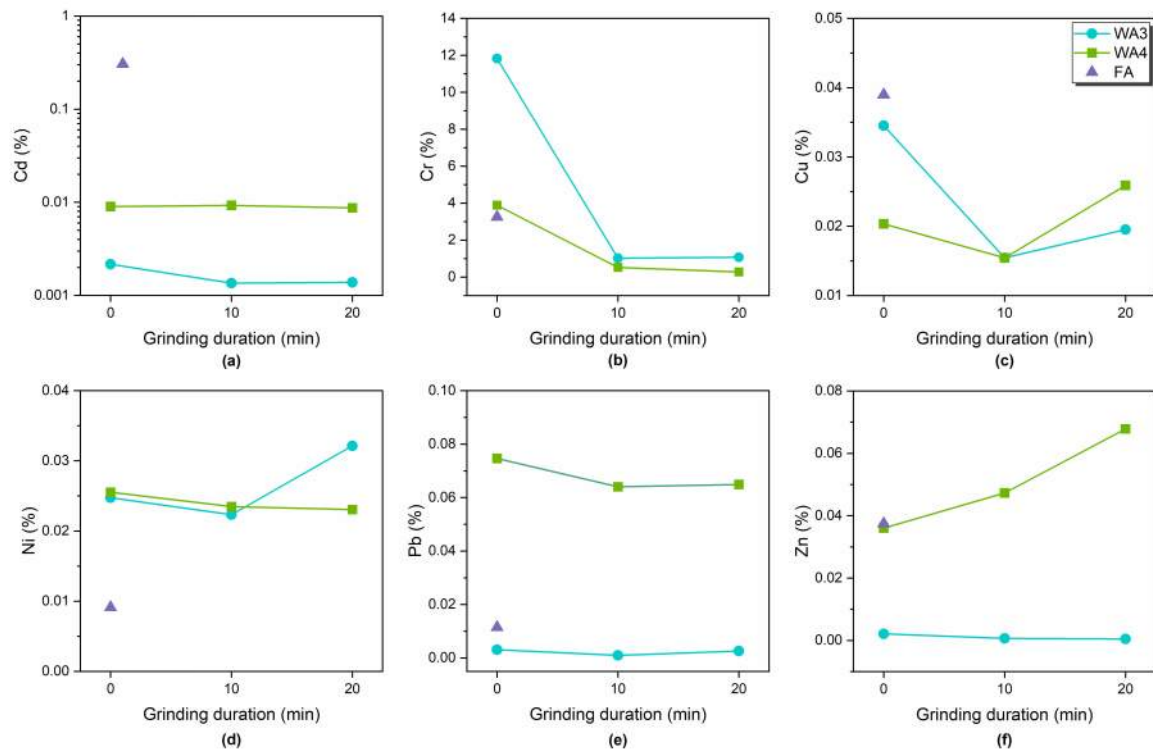 1
0.1
0.01
0.001
Cd (%)
0 10 20
Grinding duration (min)
(a)
14
12
10
8
6
4
2
0
Cr (%)
0 10 20
Grinding duration (min)
(b)
0.05
0.04
0.03
0.02
0.01
Cu (%)
WA3
WA4
FA
0 10 20
Grinding duration (min)
(c)
0.04
0.03
0.02
0.01
0.00
Ni (%)
0 10 20
Grinding duration (min)
(d)
0.10
0.08
0.06
0.04
0.02
0.00
Pb (%)
0 10 20
Grinding duration (min)
(e)
0.08
0.06
0.04
0.02
0.00
Zn (%)
0 10 20
Grinding duration (min)
(f)